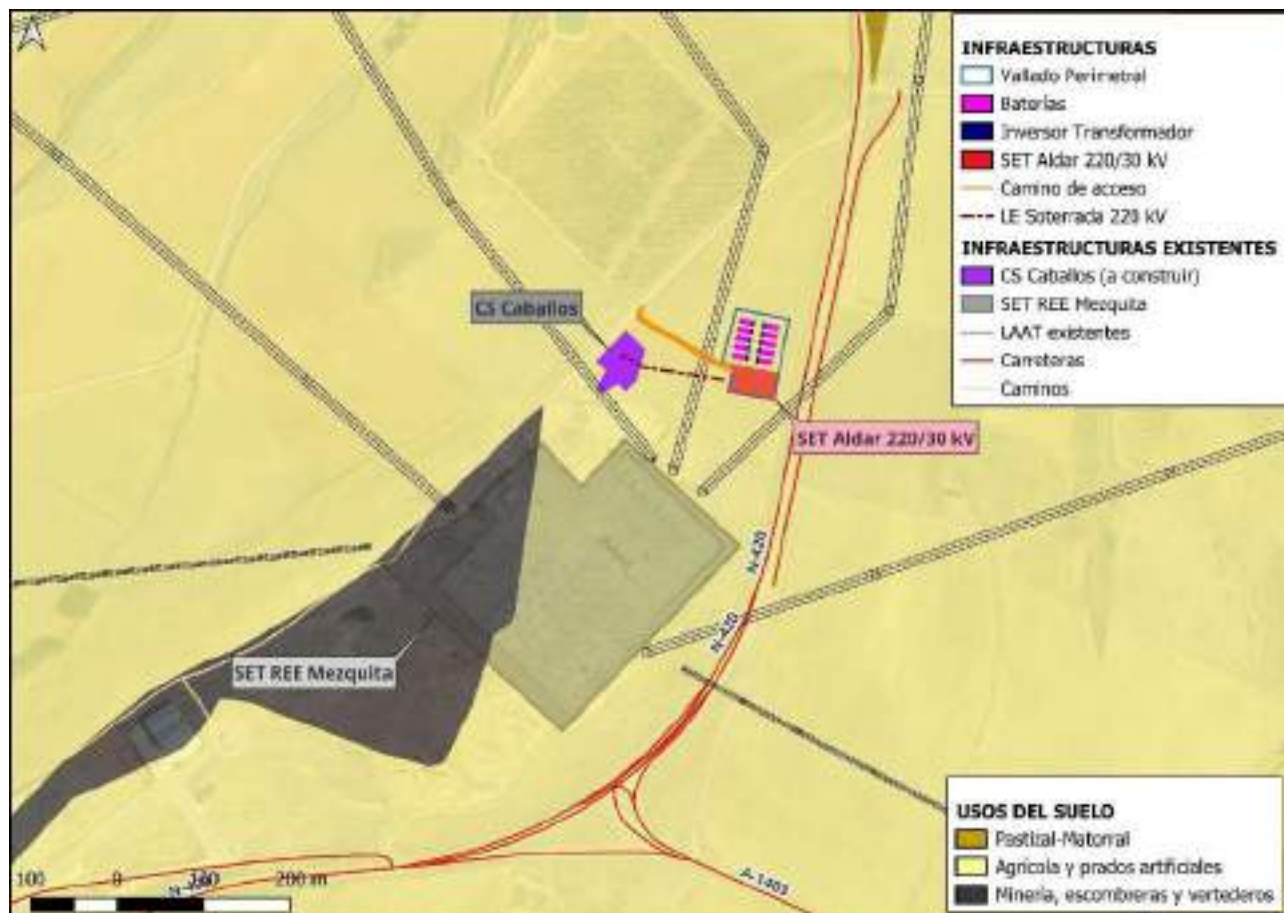 INFRAESTRUCTURAS
Vallado Perimetral
Baterías
Inversor Transformador
SET Aldar 220/30 kV
Camino de acceso
LE Soterrada 220 kV
INFRAESTRUCTURAS EXISTENTES
CS Caballos (a construir)
SET REE Mezquita
LAAT existentes
Carreteras
Caminos
CS Caballos
SET Aldar 220/30 kV
N-420
N-420
SET REE Mezquita
USOS DEL SUELO
Pastizal-Matorral
Agrícola y prados artificiales
Minería, escombreras y vertederos
100 0 100 200 m
A-1403